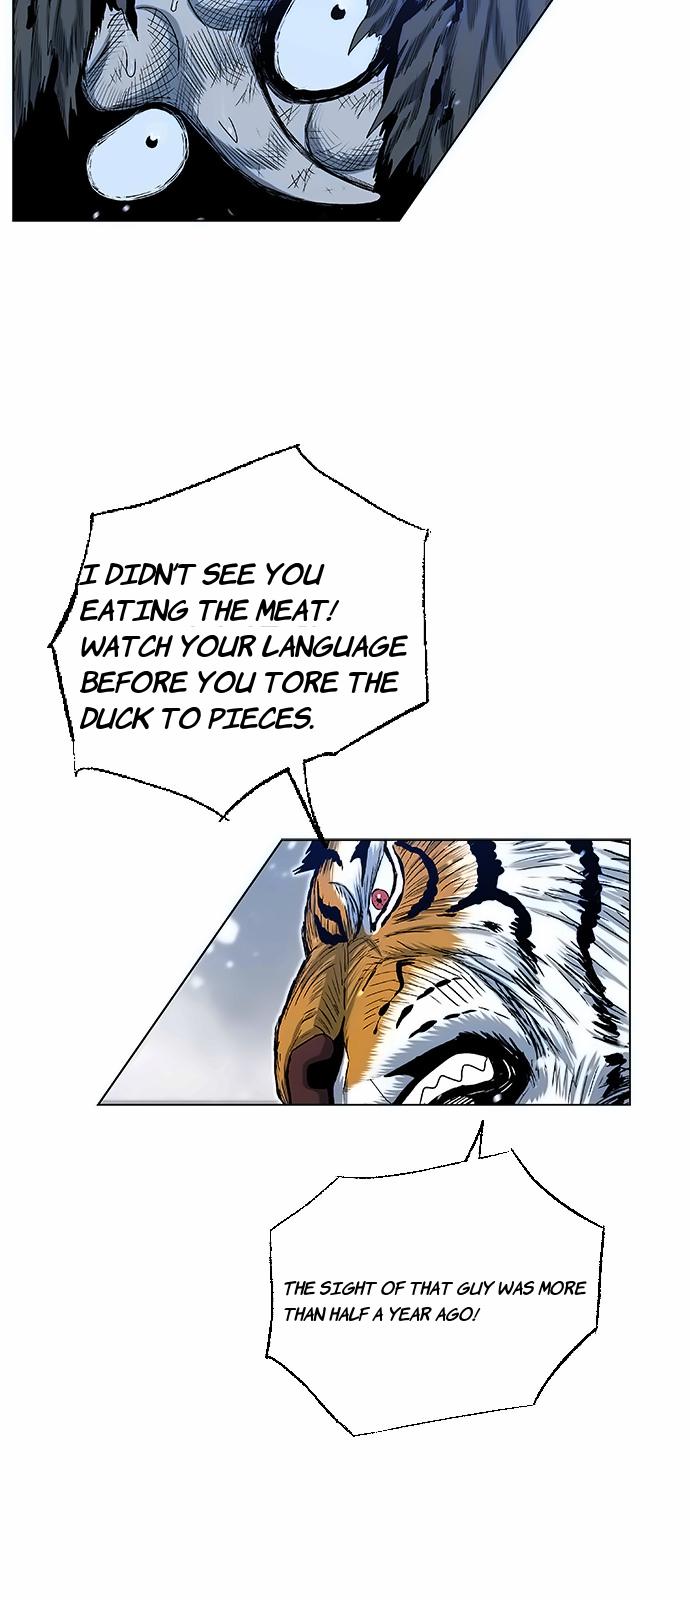 I DIDN'T SEE YOU
EATING THE MEAT!
WATCH YOUR LANGUAGE
BEFORE YOU TORE THE
DUCK TO PIECES.
THE SIGHT OF THAT GUY WAS MORE
THAN HALF A YEAR AGO!